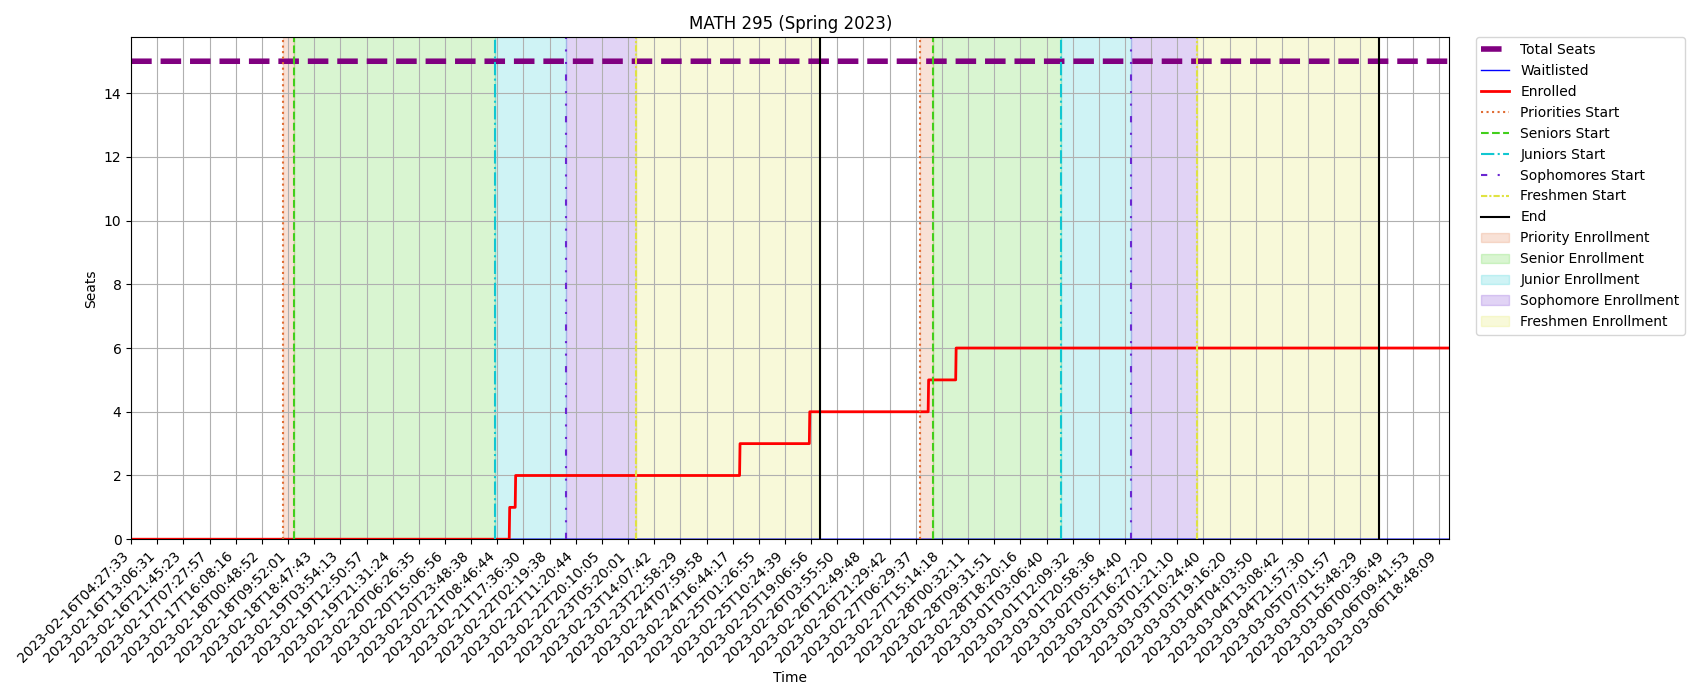 MATH 295 (Spring 2023)
Seats
14
12
10
8
6
4
2
0
2023-02-16T04:27:33
2023-02-16T13:06:31
2023-02-16T21:45:23
2023-02-17T07:27:57
2023-02-17T16:08:16
2023-02-18T00:48:52
2023-02-18T09:52:01
2023-02-18T18:47:43
2023-02-19T03:54:13
2023-02-19T12:50:57
2023-02-19T21:31:24
2023-02-20T06:26:35
2023-02-20T15:06:56
2023-02-20T23:48:38
2023-02-21T08:46:44
2023-02-21T17:36:30
2023-02-22T02:19:38
2023-02-22T11:20:44
2023-02-22T20:10:05
2023-02-23T05:20:01
2023-02-23T14:07:42
2023-02-23T22:58:29
2023-02-24T07:59:58
2023-02-24T16:44:17
2023-02-25T01:26:55
2023-02-25T10:24:39
2023-02-25T19:06:56
2023-02-26T03:55:50
2023-02-26T12:49:48
2023-02-26T21:29:42
2023-02-27T06:29:37
2023-02-27T15:14:18
2023-02-28T00:32:11
2023-02-28T09:31:51
2023-02-28T18:20:16
2023-03-01T03:06:40
2023-03-01T12:09:32
2023-03-01T20:58:36
2023-03-02T05:54:40
2023-03-02T16:27:20
2023-03-03T01:21:10
2023-03-03T10:24:40
2023-03-03T19:16:20
2023-03-04T04:03:50
2023-03-04T13:08:42
2023-03-04T21:57:30
2023-03-05T07:01:57
2023-03-05T15:48:29
2023-03-06T00:36:49
2023-03-06T09:41:53
2023-03-06T18:48:09
Time
Total Seats
Waitlisted
Enrolled
Priorities Start
Seniors Start
Juniors Start
Sophomores Start
Freshmen Start
End
Priority Enrollment
Senior Enrollment
Junior Enrollment
Sophomore Enrollment
Freshmen Enrollment